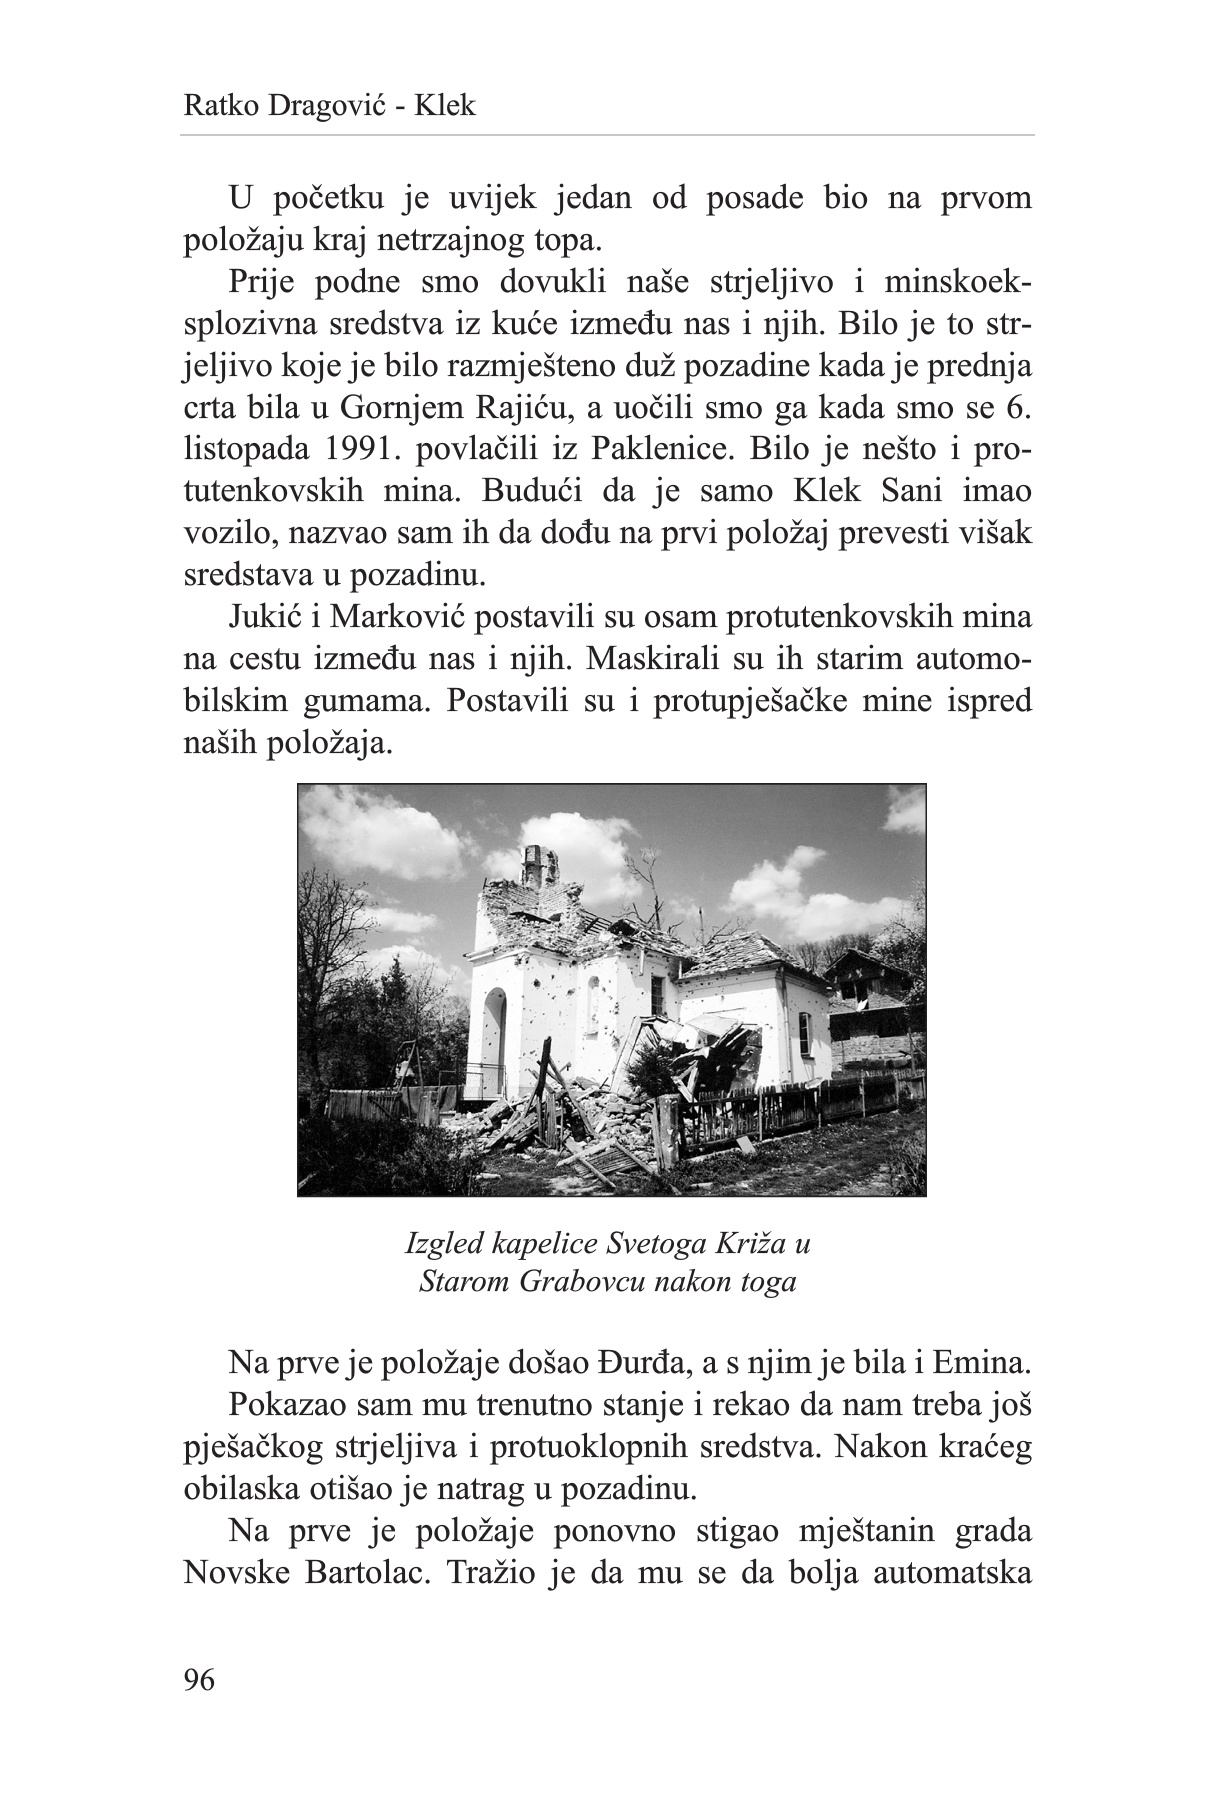 Ratko Dragović - Klek
U početku je uvijek jedan od posade bio na prvom
položaju kraj netrzajnog topa.
Prije podne smo dovukli naše strjeljivo i minskoek-
splozivna sredstva iz kuće između nas i njih. Bilo je to str-
jeljivo koje je bilo razmješteno duž pozadine kada je prednja
crta bila u Gornjem Rajiću, a uočili smo ga kada smo se 6.
listopada 1991. povlačili iz Paklenice. Bilo je nešto i pro-
tutenkovskih mina. Budući da je samo Klek Sani imao
vozilo, nazvao sam ih da dođu na prvi položaj prevesti višak
sredstava u pozadinu.
Jukić i Marković postavili su osam protutenkovskih mina
na cestu između nas i njih. Maskirali su ih starim automo-
bilskim gumama. Postavili su i protupješačke mine ispred
naših položaja.
Izgled kapelice Svetoga Križa u
Starom Grabovcu nakon toga
Na prve je položaje došao Đurđa, a s njim je bila i Emina.
Pokazao sam mu trenutno stanje i rekao da nam treba još
pješačkog strjeljiva i protuoklopnih sredstva. Nakon kraćeg
obilaska otišao je natrag u pozadinu.
Na prve je položaje ponovno stigao mještanin grada
Novske Bartolac. Tražio je da mu se da bolja automatska
96